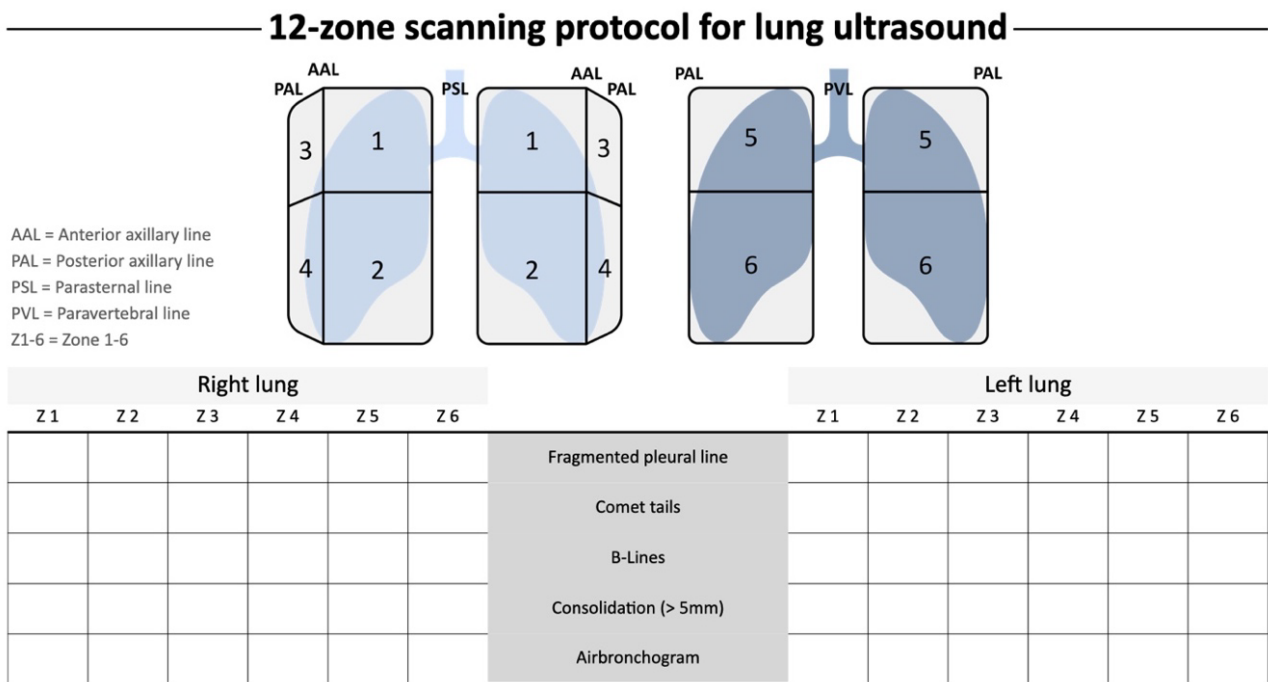 12-zone scanning protocol for lung ultrasound
AAL
PAL
PSL
AAL
PAL
PAL
PVL
PAL
3
1
1
3
5
5
4
2
2
4
6
6
AAL = Anterior axillary line
PAL = Posterior axillary line
PSL = Parasternal line
PVL = Paravertebral line
Z1-6 = Zone 1-6
Right lung
Left lung
Z 1 Z 2 Z 3 Z 4 Z 5 Z 6
Z 1 Z 2 Z 3 Z 4 Z 5 Z 6
Fragmented pleural line
Comet tails
B-Lines
Consolidation (> 5mm)
Airbronchogram